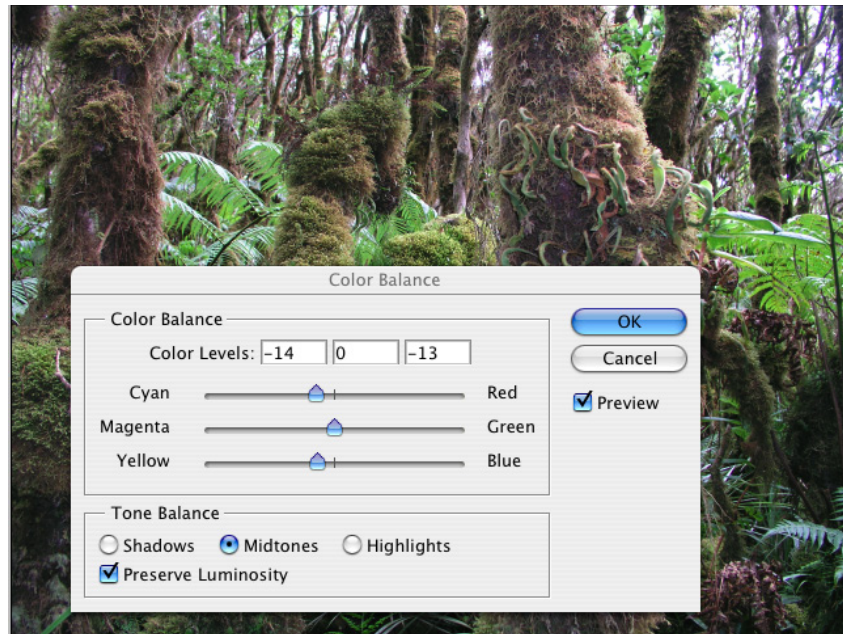 Color Balance
Color Balance
OK
Color Levels: -14 0 -13
Cancel
Cyan Red
Preview
Magenta Green
Yellow Blue
Tone Balance
Shadows Midtones Highlights
Preserve Luminosity